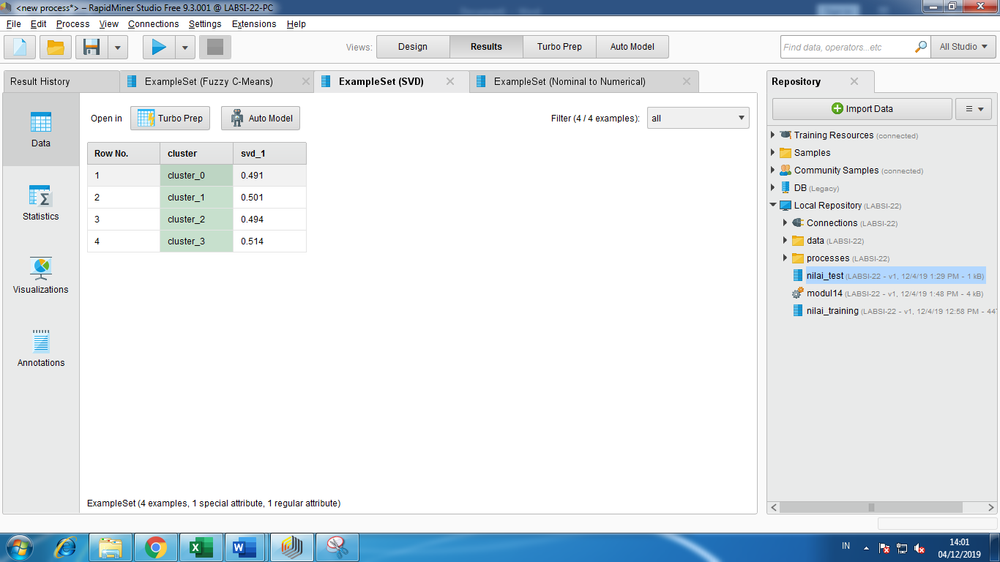 <new process*> – RapidMiner Studio Free 9.3.001 @ LABSI-22-PC
File Edit Process View Connections Settings Extensions Help
Views: Design Results Turbo Prep Auto Model
Find data, operators...etc
All Studio
Result History
ExampleSet (Fuzzy C-Means)
ExampleSet (SVD)
ExampleSet (Nominal to Numerical)
Repository
Data
Statistics
Visualizations
Annotations
Open in Turbo Prep Auto Model
Filter (4 / 4 examples): all
Row No. cluster svd_1
1 cluster_0 0.491
2 cluster_1 0.501
3 cluster_2 0.494
4 cluster_3 0.514
ExampleSet (4 examples, 1 special attribute, 1 regular attribute)
Import Data
Training Resources (connected)
Samples
Community Samples (connected)
DB (Legacy)
Local Repository (LABSI-22)
Connections (LABSI-22)
data (LABSI-22)
processes (LABSI-22)
nilai_test (LABSI-22 - v1, 12/4/19 1:29 PM - 1 kB)
modul14 (LABSI-22 - v1, 12/4/19 1:48 PM - 4 kB)
nilai_training (LABSI-22 - v1, 12/4/19 12:58 PM - 447
IN
14:01
04/12/2019